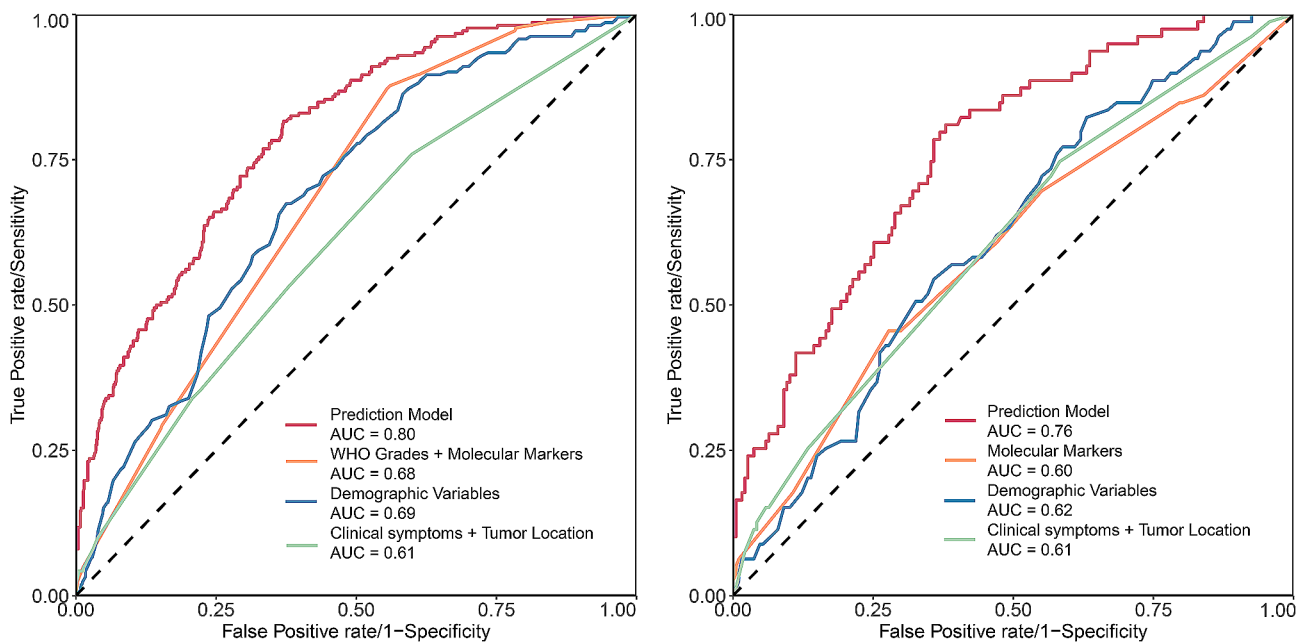 1.00
0.75
0.50
0.25
0.00
True Positive rate/Sensitivity
Prediction Model
AUC = 0.80
WHO Grades + Molecular Markers
AUC = 0.68
Demographic Variables
AUC = 0.69
Clinical symptoms + Tumor Location
AUC = 0.61
0.00
0.25
0.50
0.75
1.00
False Positive rate/1−Specificity
1.00
0.75
0.50
0.25
0.00
True Positive rate/Sensitivity
Prediction Model
AUC = 0.76
Molecular Markers
AUC = 0.60
Demographic Variables
AUC = 0.62
Clinical symptoms + Tumor Location
AUC = 0.61
0.00
0.25
0.50
0.75
1.00
False Positive rate/1−Specificity